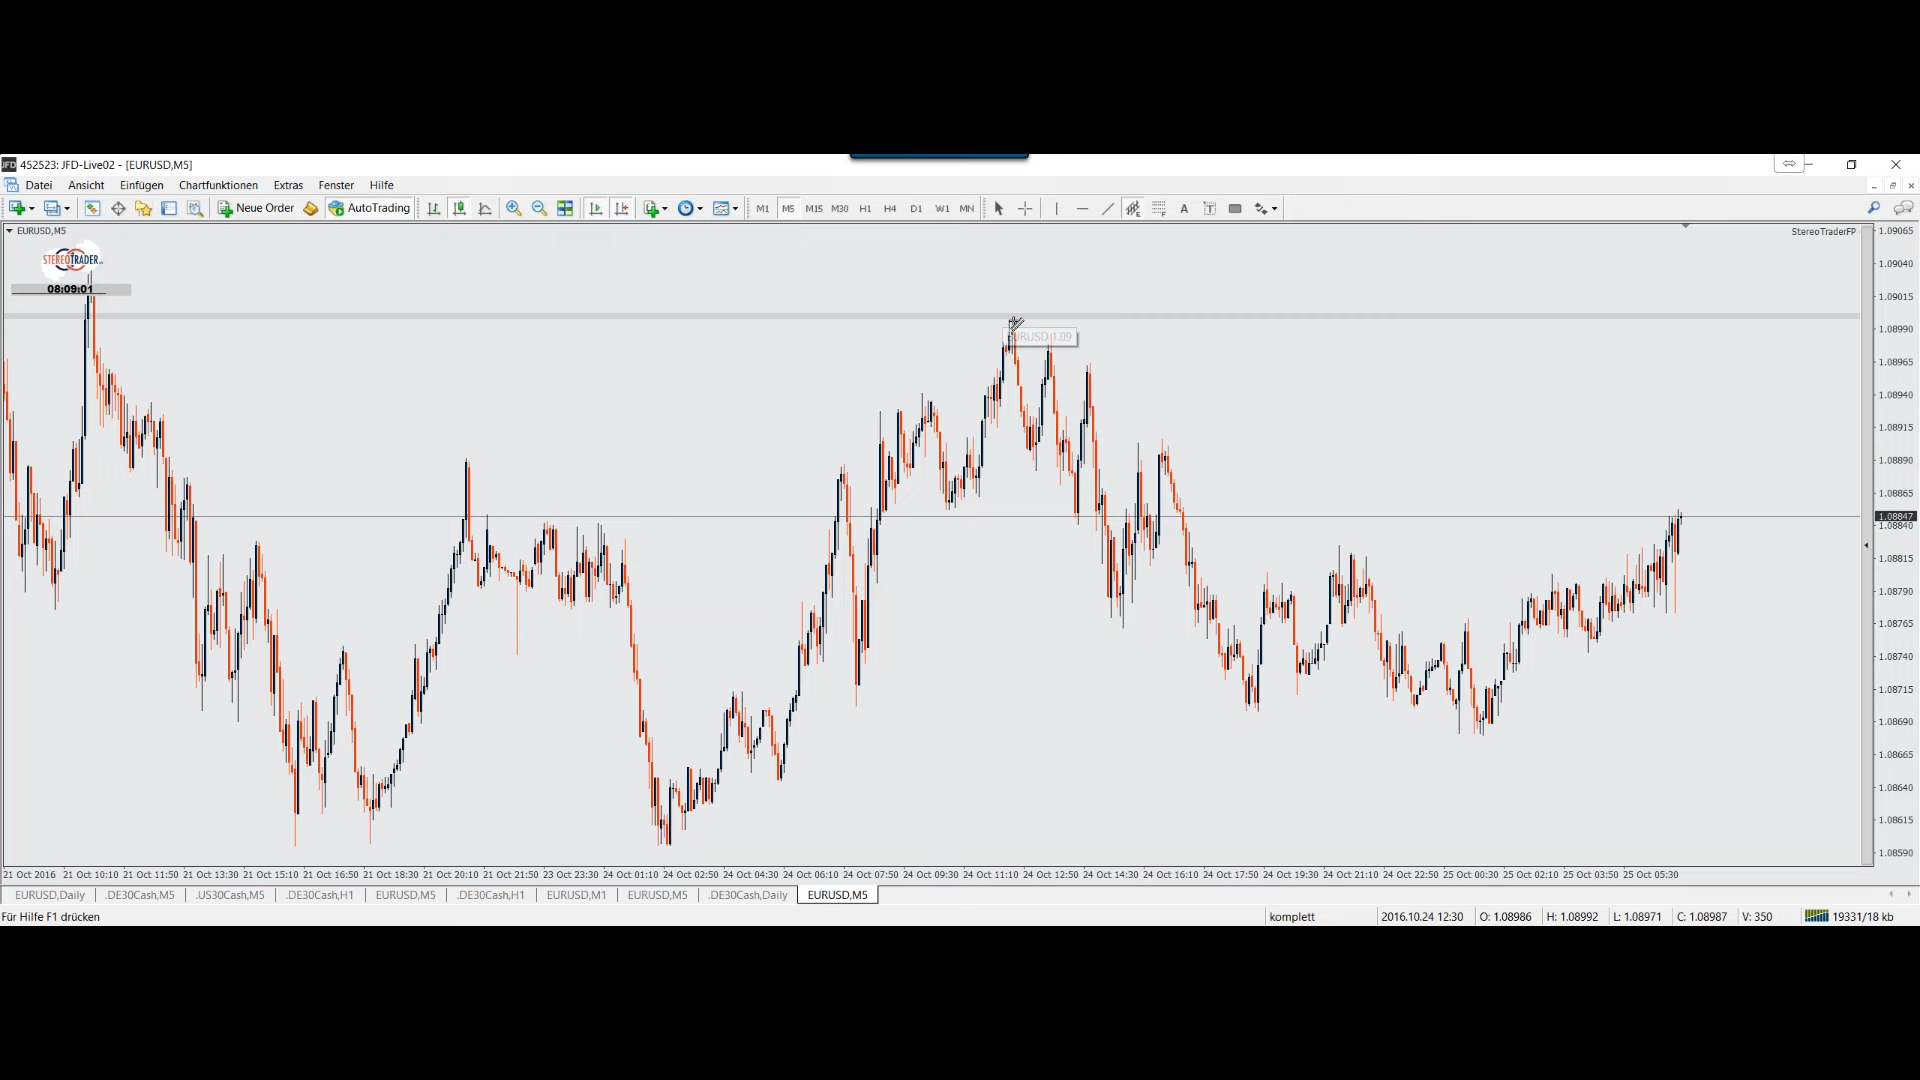 452523: JFD-Live02 - [EURUSD,M5]
Datei Ansicht Einfügen Chartfunktionen Extras Fenster Hilfe
Neue Order AutoTrading M1 M5 M15 M30 H1 H4 D1 W1 MN A T
EURUSD,M5
StereoTraderFP
STEREOTRADER
08:09:01
EURUSD 1.09
1.09065
1.09040
1.09015
1.08990
1.08965
1.08940
1.08915
1.08890
1.08865
1.08847
1.08840
1.08815
1.08790
1.08765
1.08740
1.08715
1.08690
1.08665
1.08640
1.08615
1.08590
21 Oct 2016 21 Oct 10:10 21 Oct 11:50 21 Oct 13:30 21 Oct 15:10 21 Oct 16:50 21 Oct 18:30 21 Oct 20:10 21 Oct 21:50 23 Oct 23:30 24 Oct 01:10 24 Oct 02:50 24 Oct 04:30 24 Oct 06:10 24 Oct 07:50 24 Oct 09:30 24 Oct 11:10 24 Oct 12:50 24 Oct 14:30 24 Oct 16:10 24 Oct 17:50 24 Oct 19:30 24 Oct 21:10 24 Oct 22:50 25 Oct 00:30 25 Oct 02:10 25 Oct 03:50 25 Oct 05:30
EURUSD,Daily .DE30Cash,M5 .US30Cash,M5 .DE30Cash,H1 EURUSD,M5 .DE30Cash,H1 EURUSD,M1 EURUSD,M5 .DE30Cash,Daily EURUSD,M5
Für Hilfe F1 drücken komplett 2016.10.24 12:30 O: 1.08986 H: 1.08992 L: 1.08971 C: 1.08987 V: 350 19331/18 kb